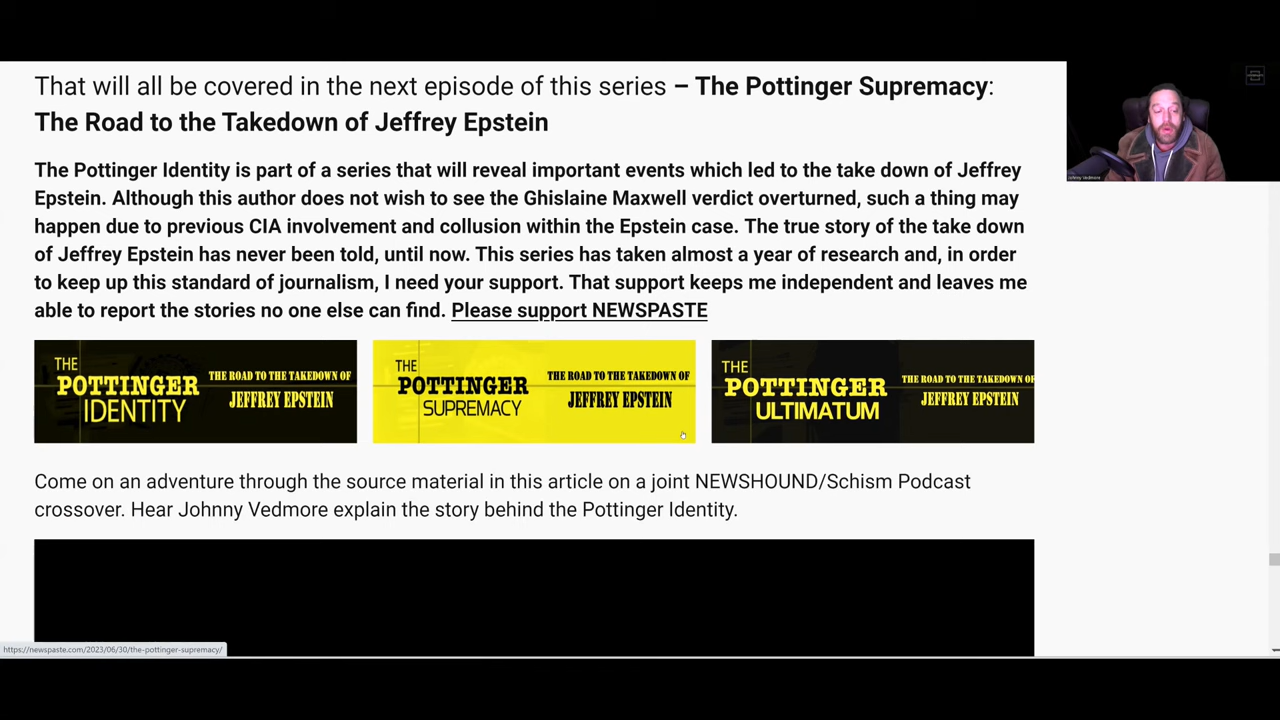 That will all be covered in the next episode of this series – The Pottinger Supremacy:
The Road to the Takedown of Jeffrey Epstein
The Pottinger Identity is part of a series that will reveal important events which led to the take down of Jeffrey
Epstein. Although this author does not wish to see the Ghislaine Maxwell verdict overturned, such a thing may
happen due to previous CIA involvement and collusion within the Epstein case. The true story of the take down
of Jeffrey Epstein has never been told, until now. This series has taken almost a year of research and, in order
to keep up this standard of journalism, I need your support. That support keeps me independent and leaves me
able to report the stories no one else can find. Please support NEWSPASTE
THE
POTTINGER
IDENTITY
THE ROAD TO THE TAKEDOWN OF
JEFFREY EPSTEIN
THE
POTTINGER
SUPREMACY
THE ROAD TO THE TAKEDOWN OF
JEFFREY EPSTEIN
THE
POTTINGER
ULTIMATUM
THE ROAD TO THE TAKEDOWN OF
JEFFREY EPSTEIN
Come on an adventure through the source material in this article on a joint NEWSHOUND/Schism Podcast
crossover. Hear Johnny Vedmore explain the story behind the Pottinger Identity.
https://newspaste.com/2023/06/30/the-pottinger-supremacy/
Johnny Vedmore